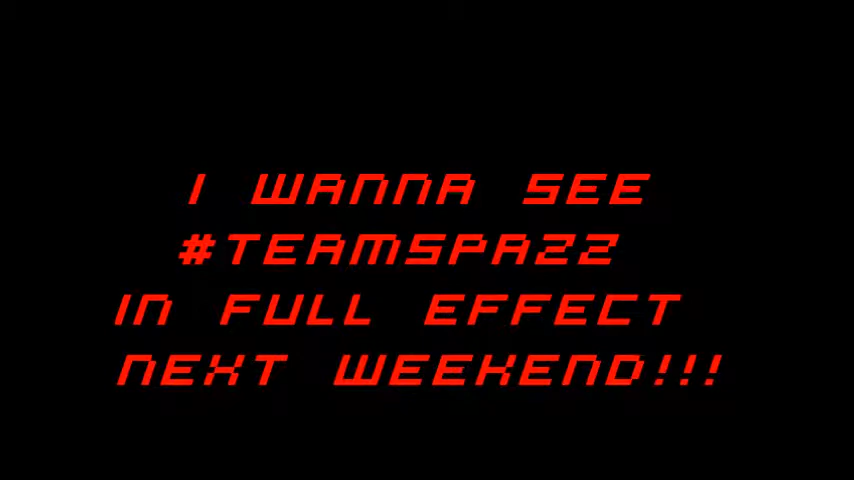 I WANNA SEE
#TEAMSPAZZ
IN FULL EFFECT
NEXT WEEKEND!!!